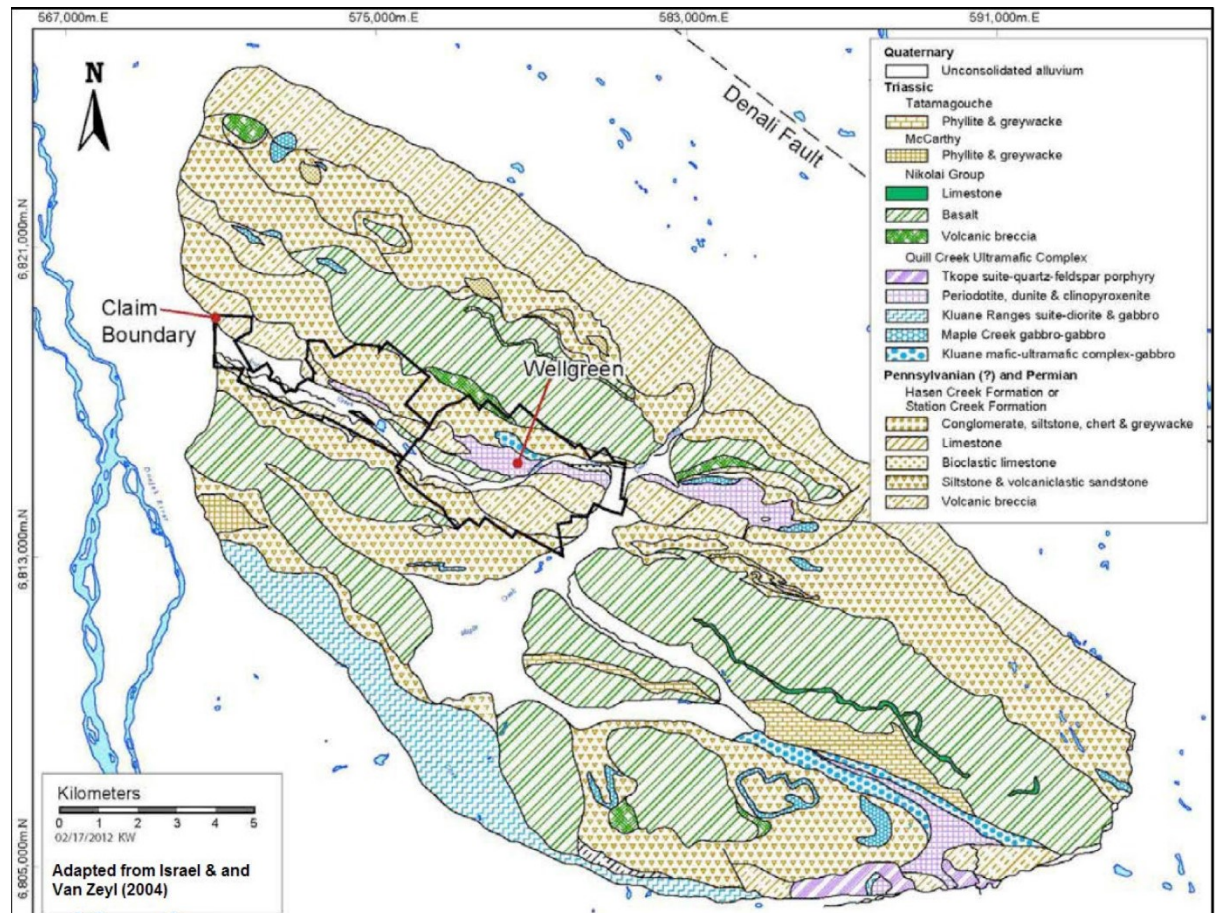 567,000m.E
575,000m.E
583,000m.E
591,000m.E
N
Denali Fault
6,821,000m.N
6,813,000m.N
6,805,000m.N
Claim
Boundary
Wellgreen
Quaternary
Unconsolidated alluvium
Triassic
Tatamagouche
Phyllite & greywacke
McCarthy
Phyllite & greywacke
Nikolai Group
Limestone
Basalt
Volcanic breccia
Quill Creek Ultramafic Complex
Tkope suite-quartz-feldspar porphyry
Periodotite, dunite & clinopyroxenite
Kluane Ranges suite-diorite & gabbro
Maple Creek gabbro-gabbro
Kluane mafic-ultramafic complex-gabbro
Pennsylvanian (?) and Permian
Hasen Creek Formation or
Station Creek Formation
Conglomerate, siltstone, chert & greywacke
Limestone
Bioclastic limestone
Siltstone & volcaniclastic sandstone
Volcanic breccia
River
Creek
Maple
Kilometers
0 1 2 3 4 5
02/17/2012 KW
Adapted from Israel & and
Van Zeyl (2004)